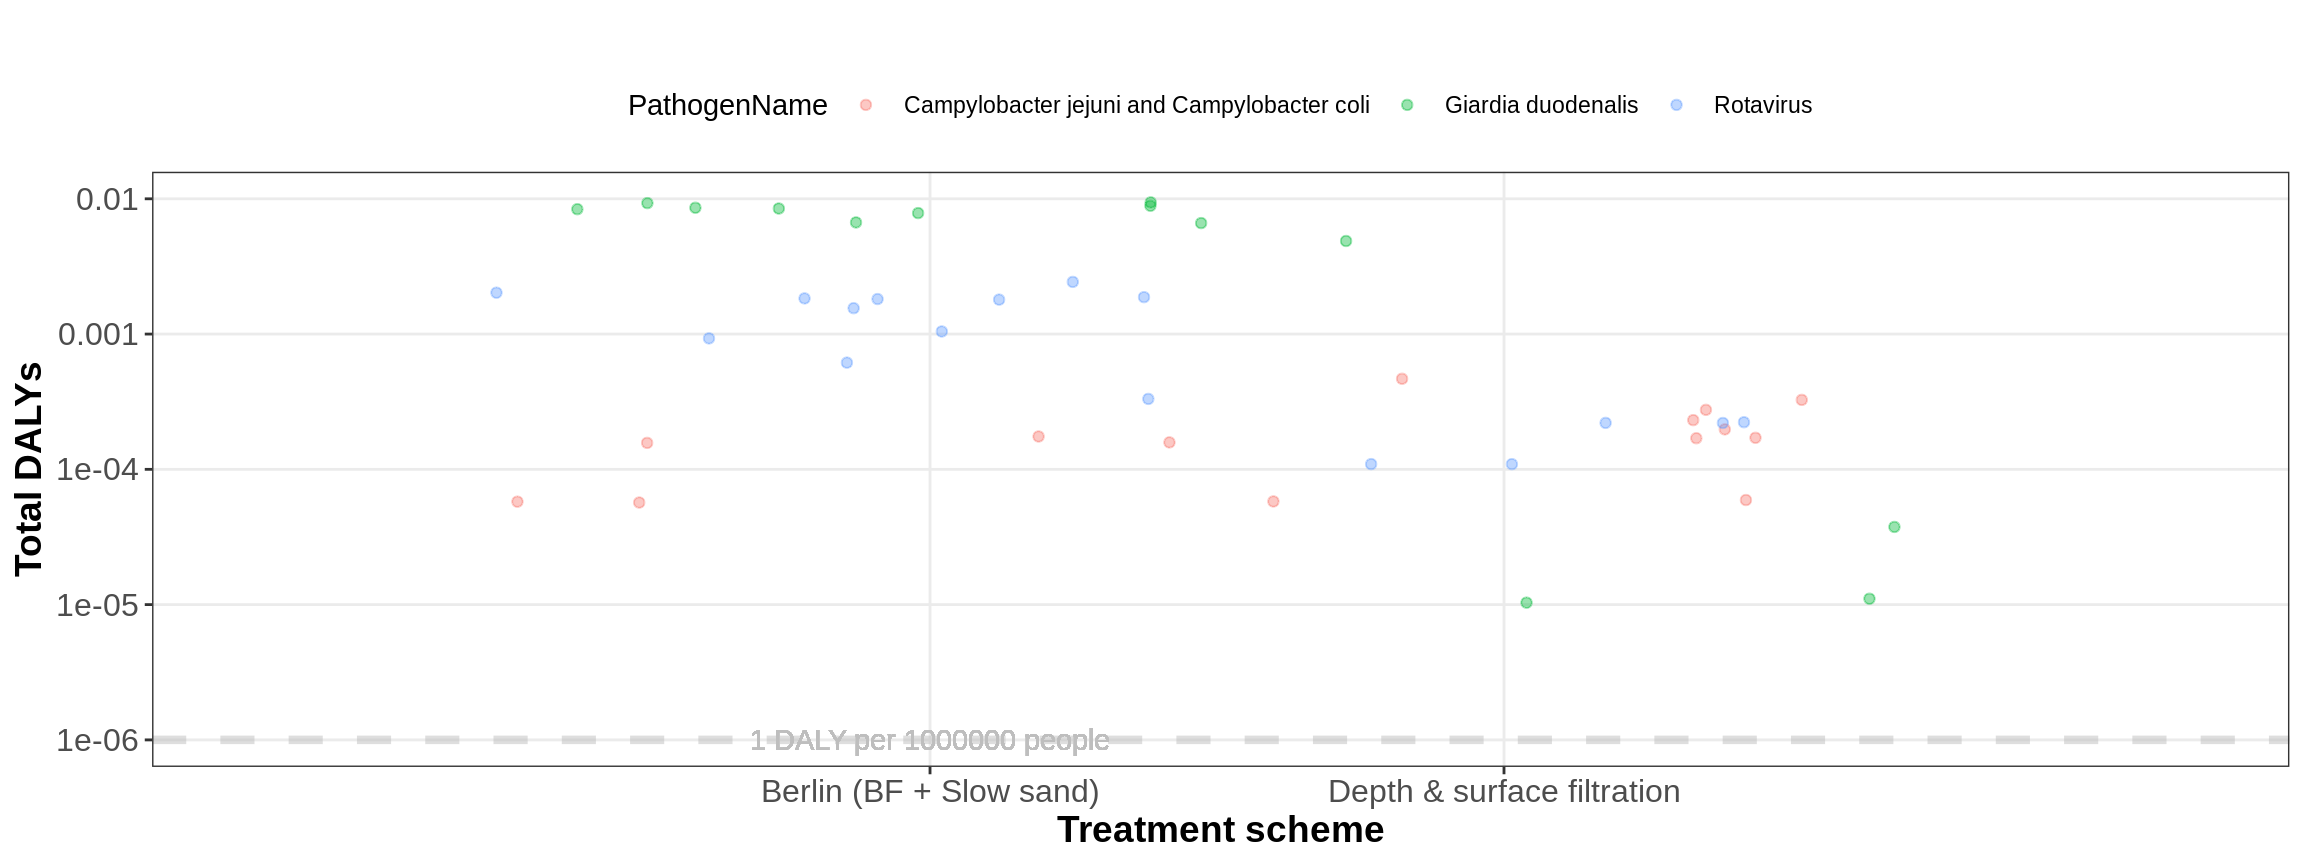 PathogenName Campylobacter jejuni and Campylobacter coli Giardia duodenalis Rotavirus
Total DALYs
0.01
0.001
1e-04
1e-05
1e-06
1 DALY per 1000000 people
Berlin (BF + Slow sand) Depth & surface filtration
Treatment scheme